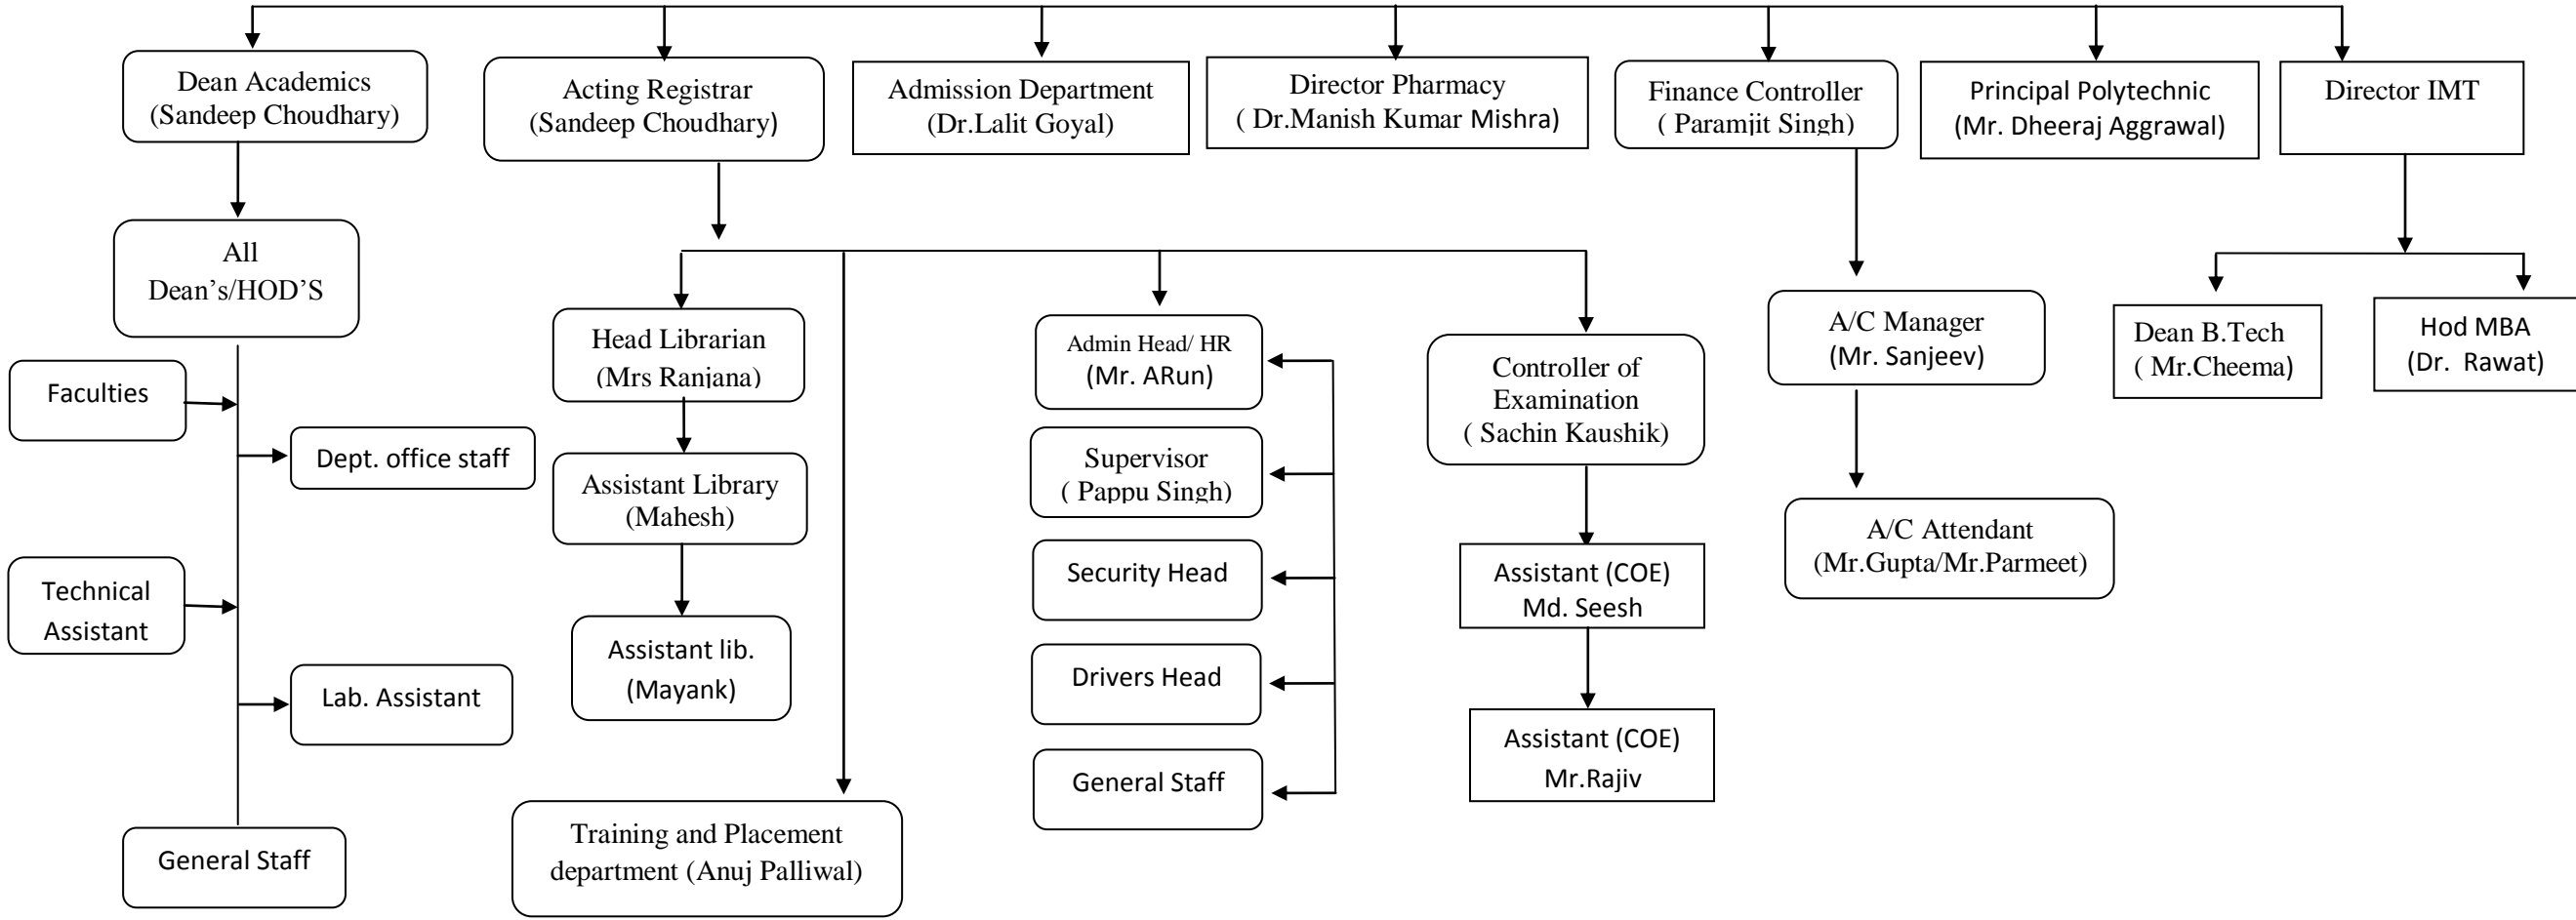 Dean Academics
(Sandeep Choudhary)
Acting Registrar
(Sandeep Choudhary)
Admission Department
(Dr.Lalit Goyal)
Director Pharmacy
( Dr.Manish Kumar Mishra)
Finance Controller
( Paramjit Singh)
Principal Polytechnic
(Mr. Dheeraj Aggrawal)
Director IMT
All
Dean’s/HOD’S
Faculties
Dept. office staff
Technical
Assistant
Lab. Assistant
General Staff
Head Librarian
(Mrs Ranjana)
Assistant Library
(Mahesh)
Assistant lib.
(Mayank)
Training and Placement
department (Anuj Palliwal)
Admin Head/ HR
(Mr. ARun)
Supervisor
( Pappu Singh)
Security Head
Drivers Head
General Staff
Controller of
Examination
( Sachin Kaushik)
Assistant (COE)
Md. Seesh
Assistant (COE)
Mr.Rajiv
A/C Manager
(Mr. Sanjeev)
A/C Attendant
(Mr.Gupta/Mr.Parmeet)
Dean B.Tech
( Mr.Cheema)
Hod MBA
(Dr. Rawat)